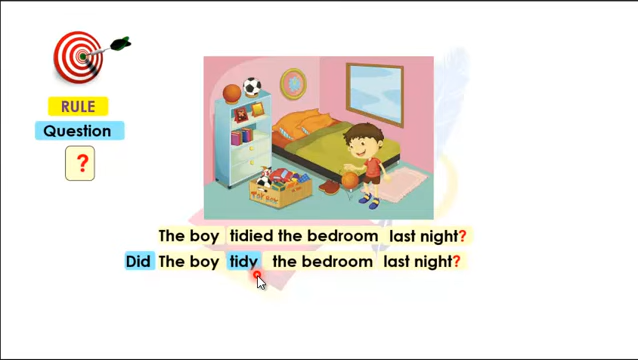 RULE
Question
?
TOY BOX
The boy tidied the bedroom last night?
Did The boy tidy the bedroom last night?